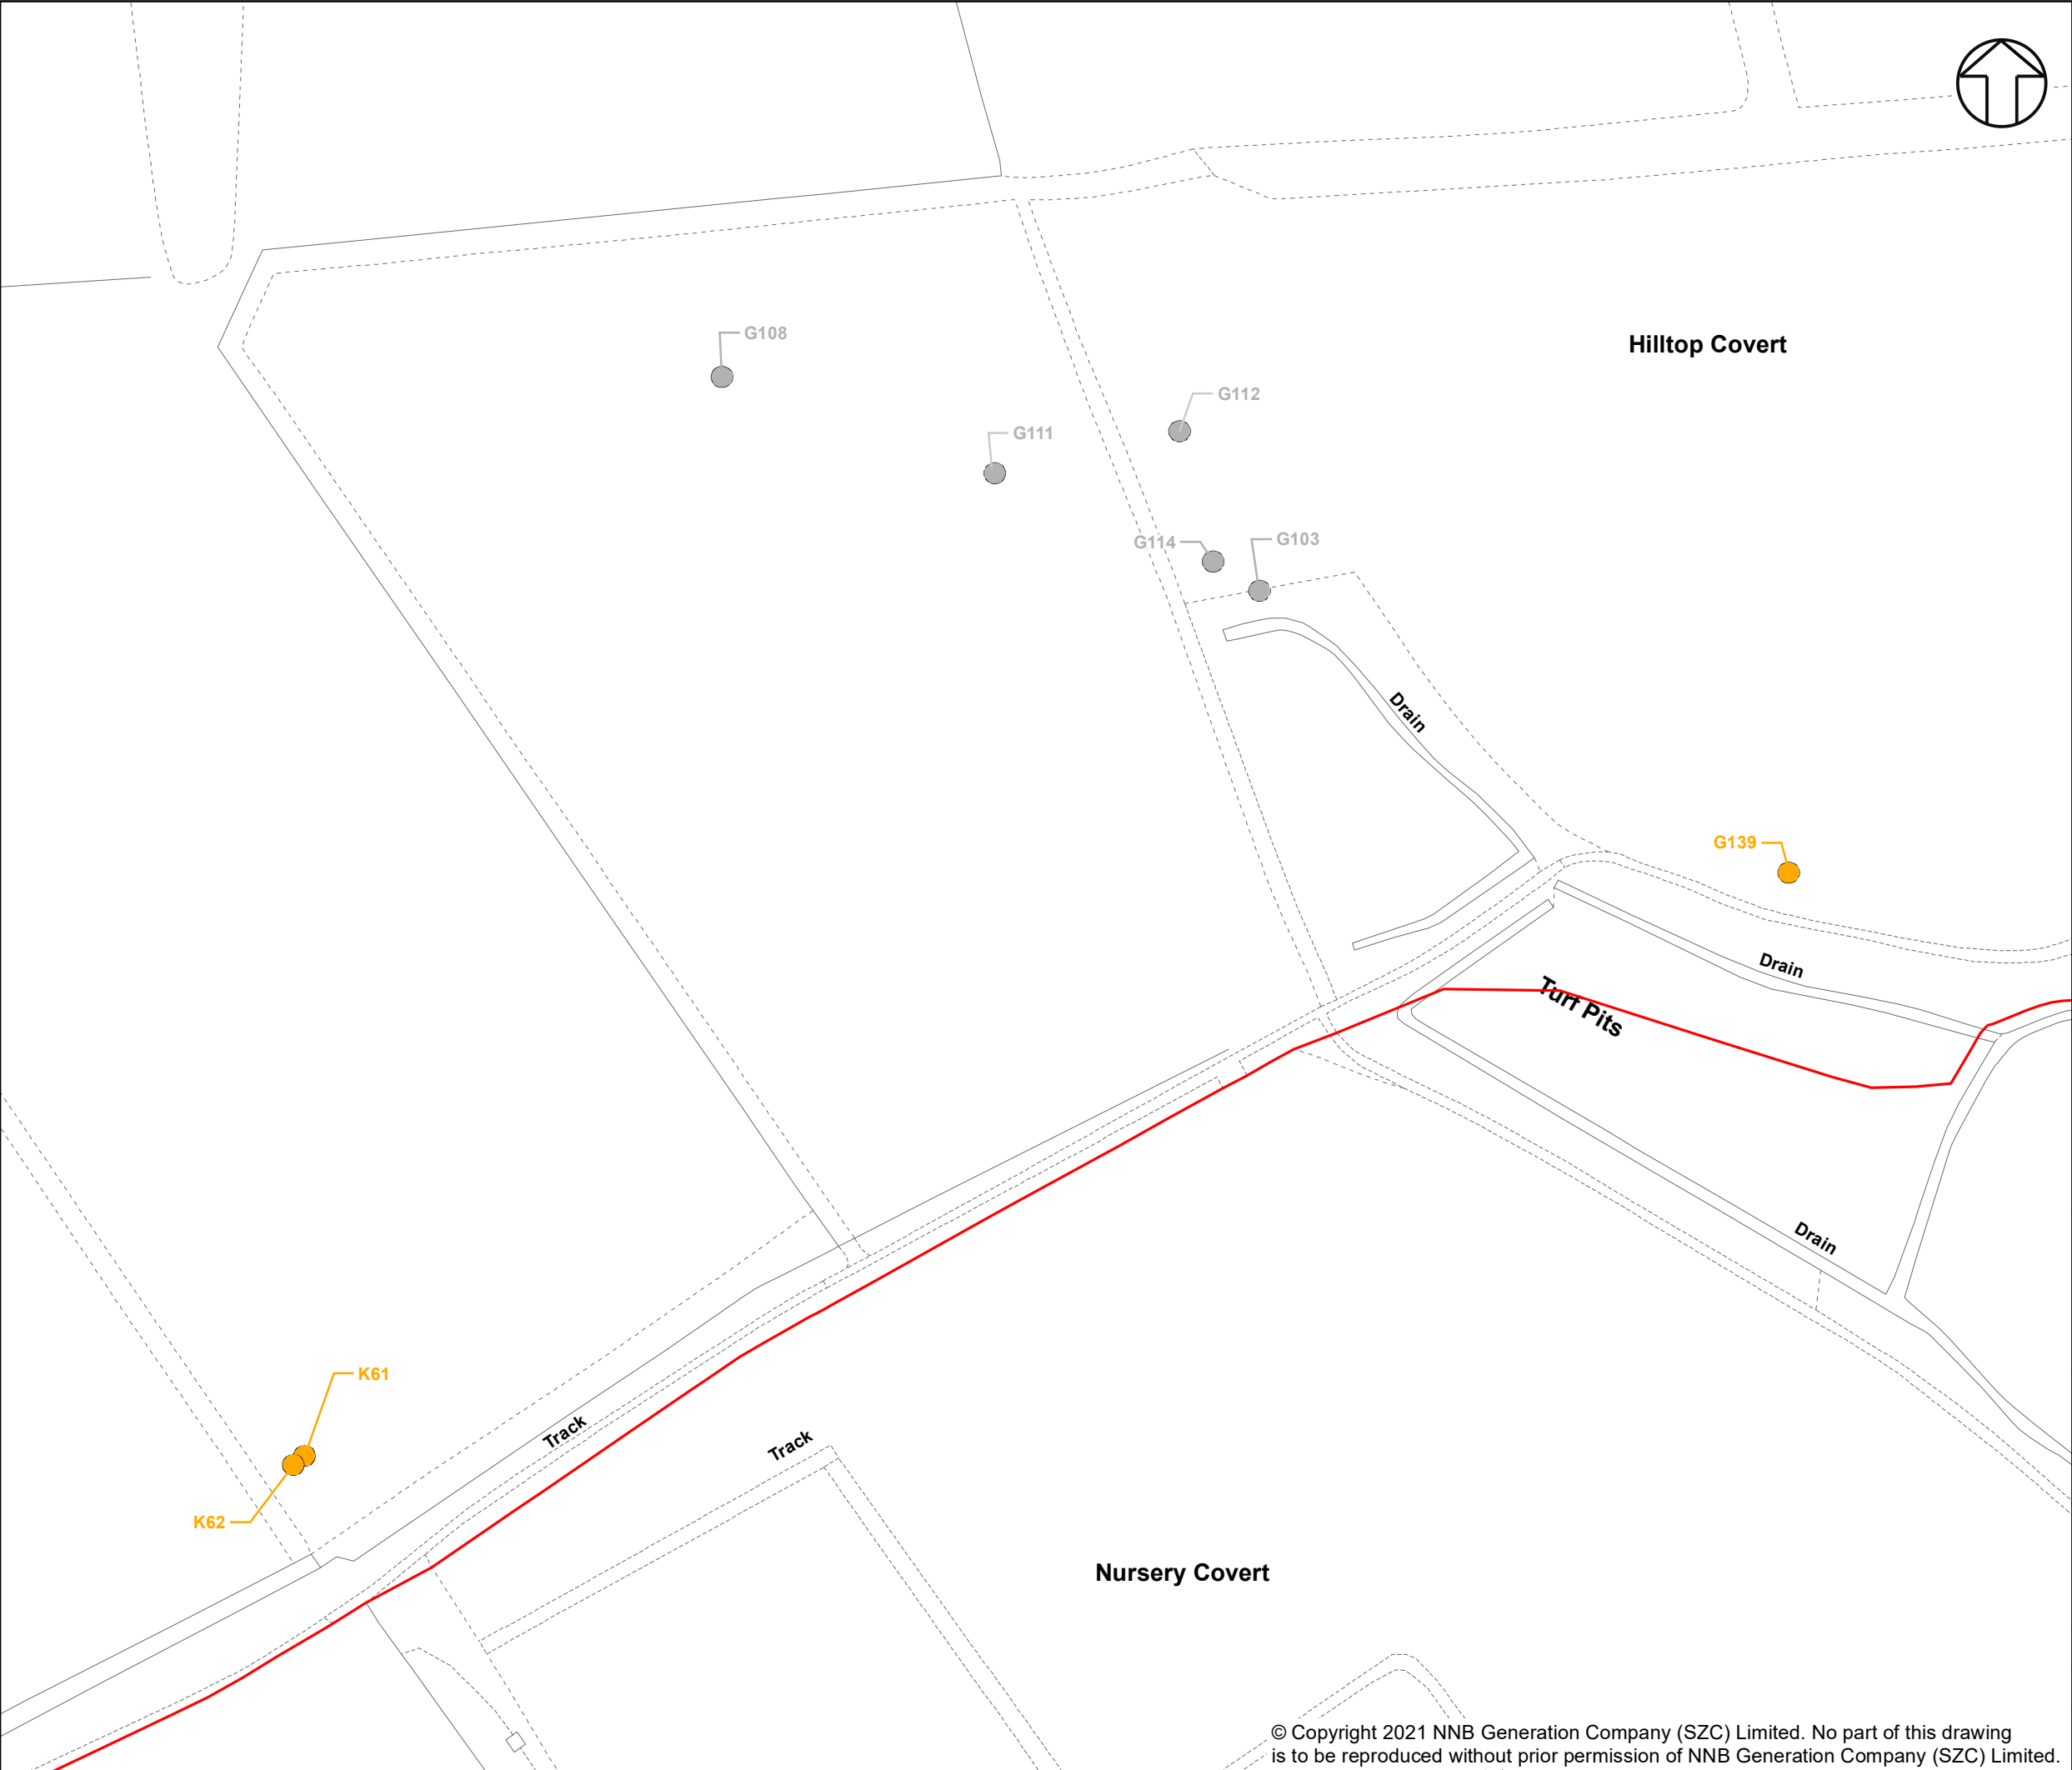 G108
Hilltop Covert
G112
G111
G114
G103
Drain
G139
Drain
Turf Pits
Drain
K61
Track
Track
K62
Nursery Covert
© Copyright 2021 NNB Generation Company (SZC) Limited. No part of this drawing
is to be reproduced without prior permission of NNB Generation Company (SZC) Limited.